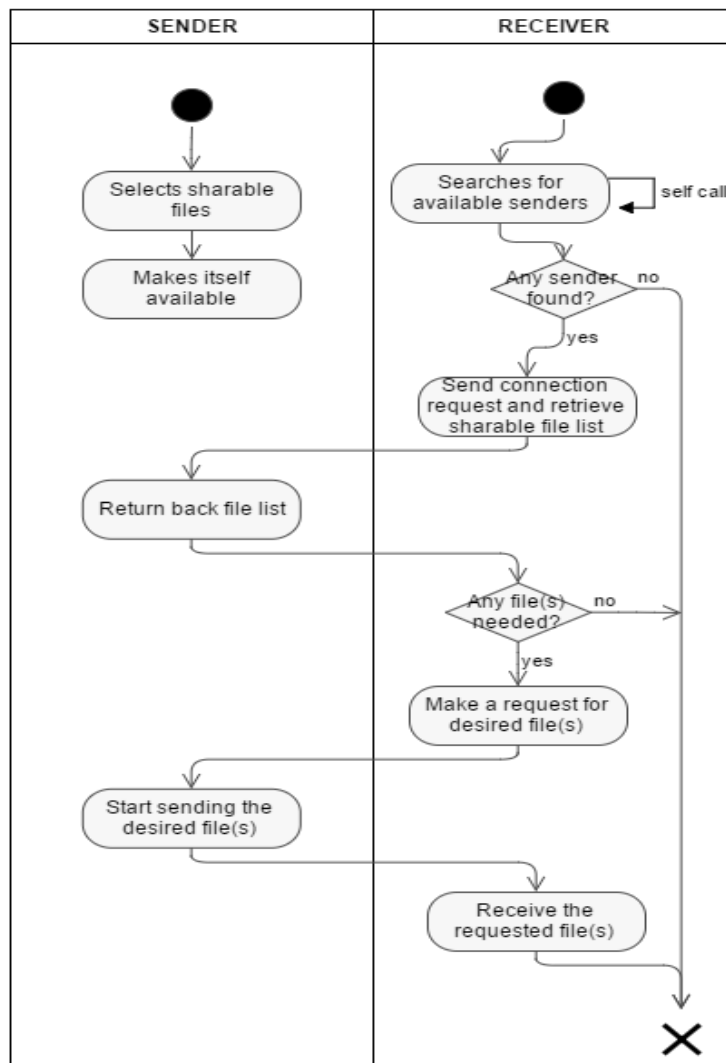 SENDER
RECEIVER
Selects sharable
files
Searches for
available senders
self call
Makes itself
available
Any sender
found?
no
yes
Send connection
request and retrieve
sharable file list
Return back file list
Any file(s)
needed?
no
yes
Make a request for
desired file(s)
Start sending the
desired file(s)
Receive the
requested file(s)